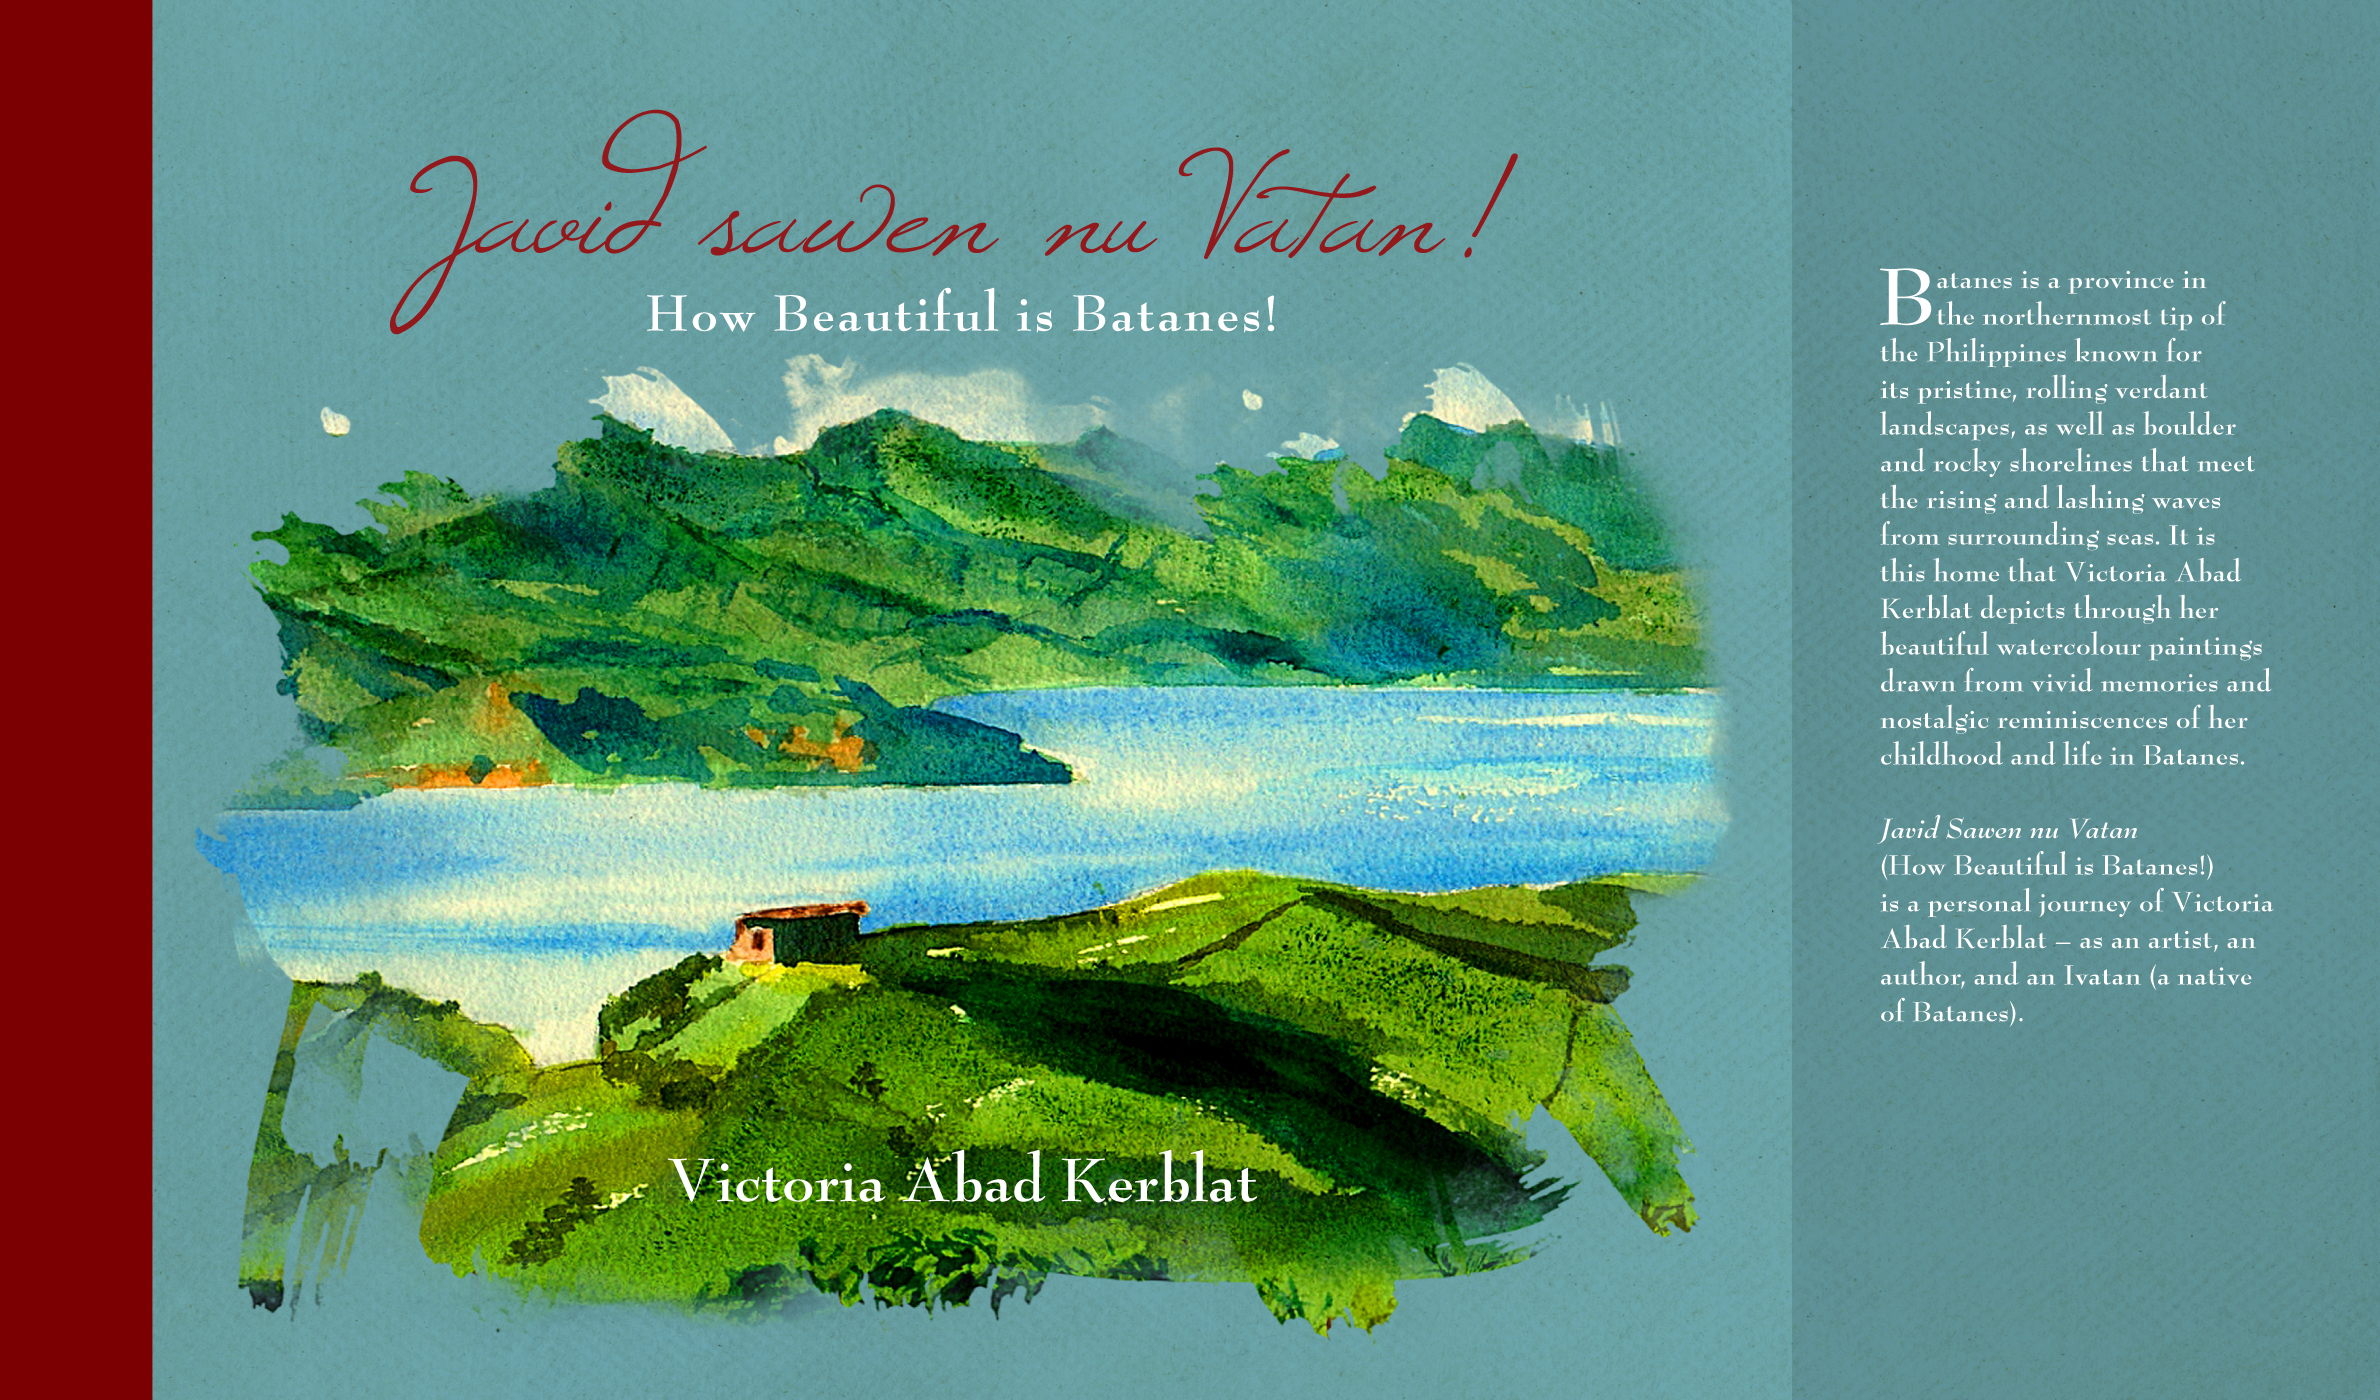 Javid sawen nu Vatan!
How Beautiful is Batanes!
Victoria Abad Kerblat
Batanes is a province in
the northernmost tip of
the Philippines known for
its pristine, rolling verdant
landscapes, as well as boulder
and rocky shorelines that meet
the rising and lashing waves
from surrounding seas. It is
this home that Victoria Abad
Kerblat depicts through her
beautiful watercolour paintings
drawn from vivid memories and
nostalgic reminiscences of her
childhood and life in Batanes.
Javid Sawen nu Vatan
(How Beautiful is Batanes!)
is a personal journey of Victoria
Abad Kerblat – as an artist, an
author, and an Ivatan (a native
of Batanes).